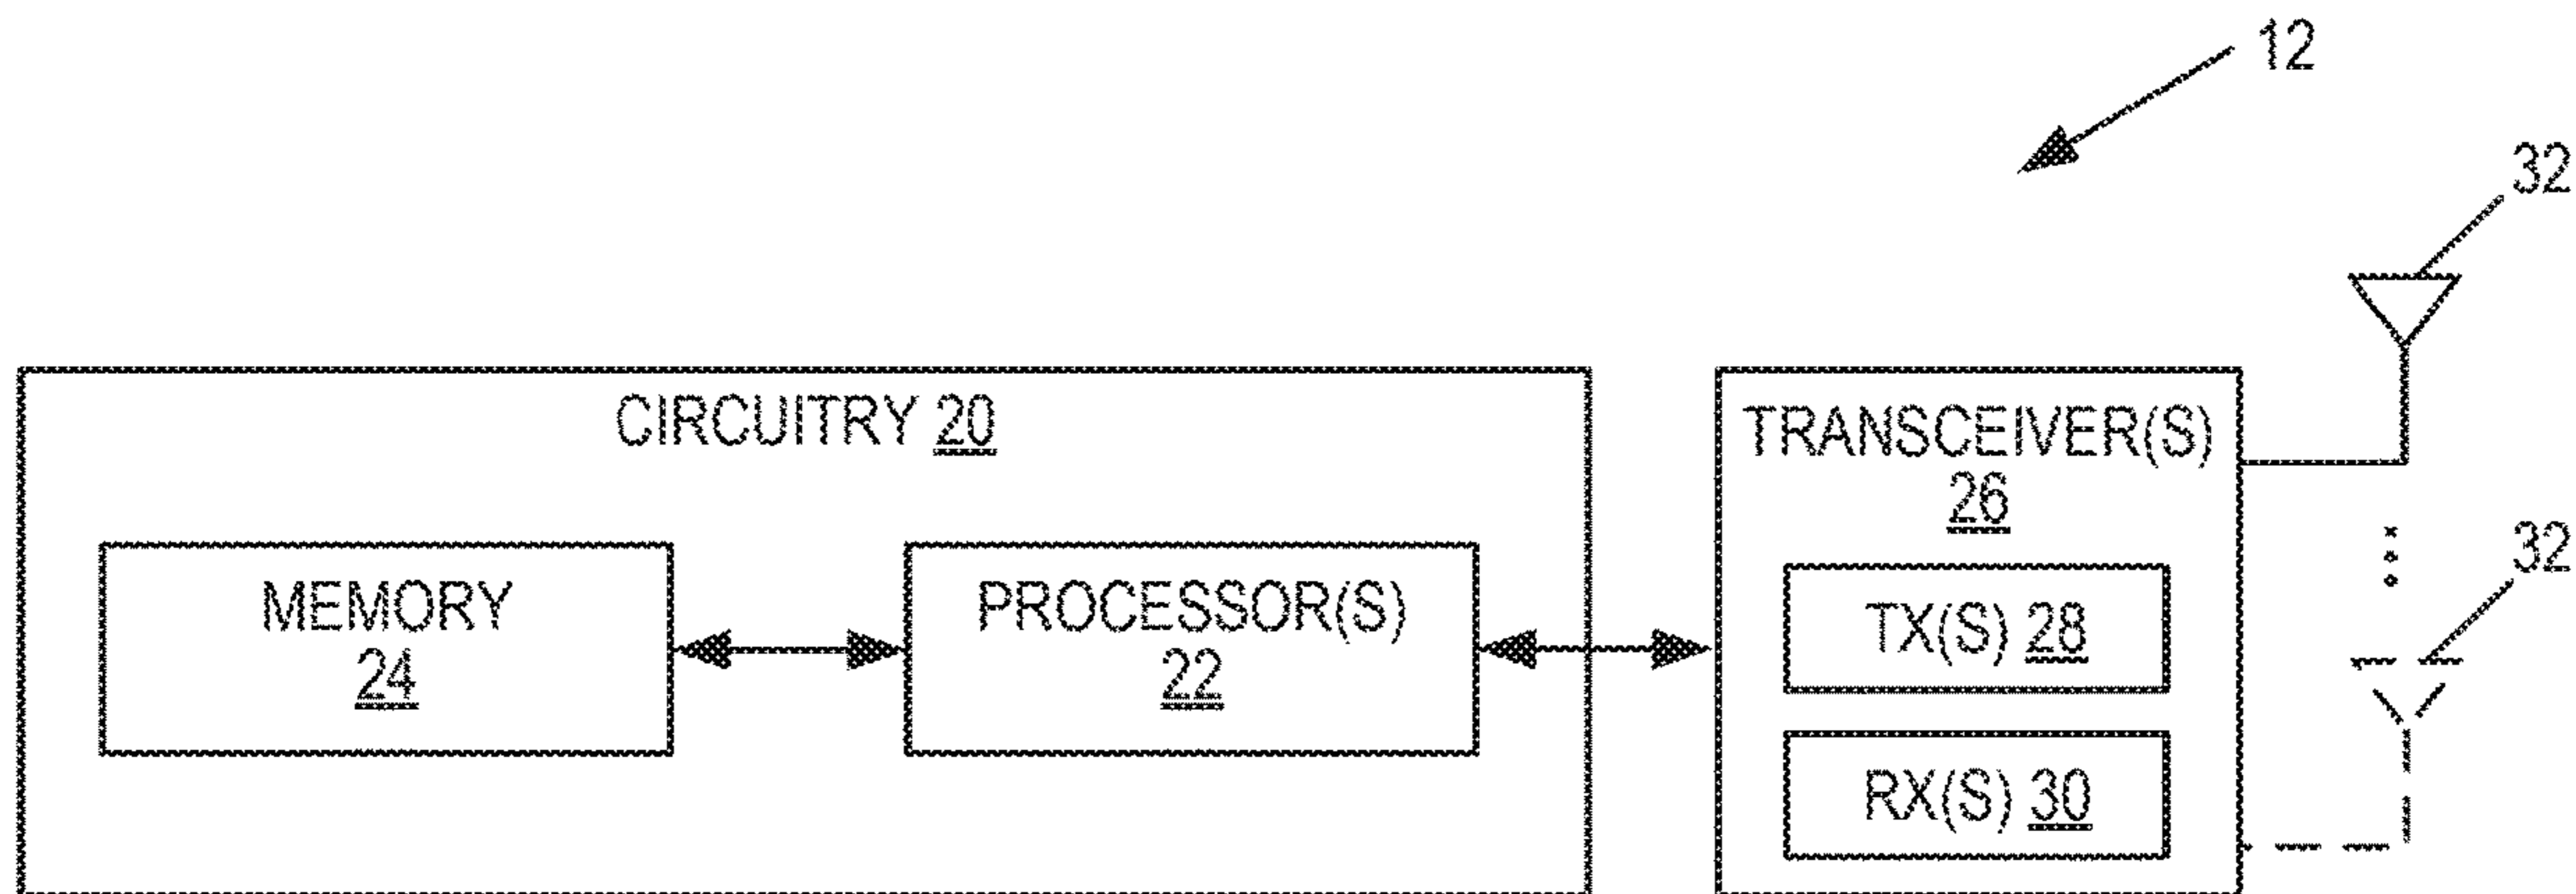 12
32
CIRCUITRY 20
TRANSCEIVER(S)
26
32
MEMORY
24
PROCESSOR(S)
22
TX(S) 28
RX(S) 30